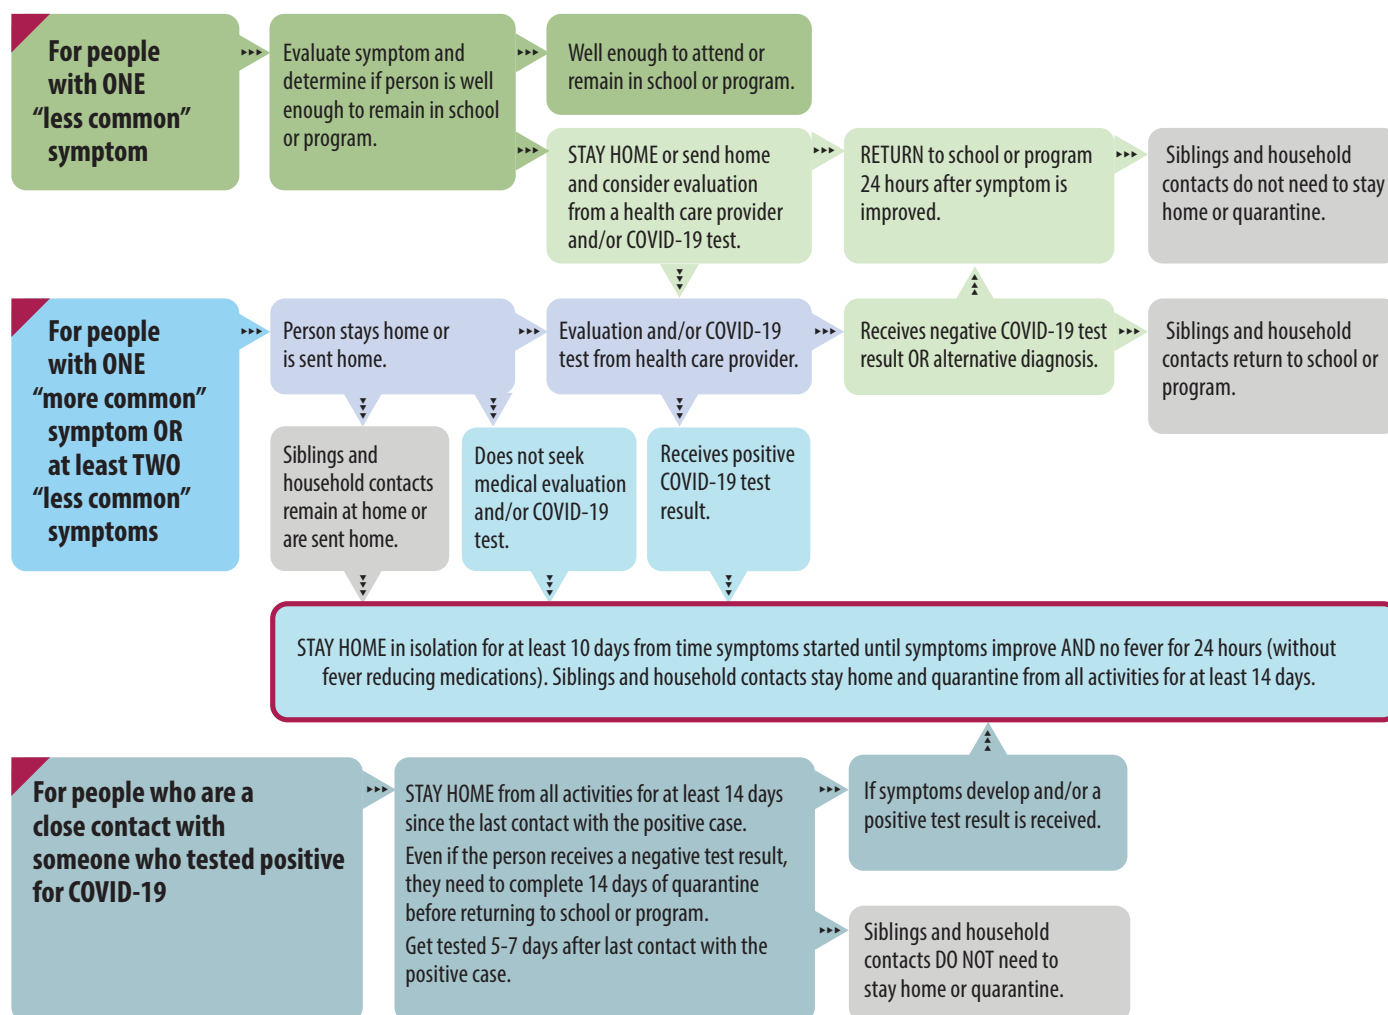 For people
with ONE
“less common”
symptom
Evaluate symptom and
determine if person is well
enough to remain in school
or program.
Well enough to attend or
remain in school or program.
STAY HOME or send home
and consider evaluation
from a health care provider
and/or COVID-19 test.
RETURN to school or program
24 hours after symptom is
improved.
Siblings and household
contacts do not need to stay
home or quarantine.
For people
with ONE
“more common”
symptom OR
at least TWO
“less common”
symptoms
Person stays home or
is sent home.
Evaluation and/or COVID-19
test from health care provider.
Receives negative COVID-19 test
result OR alternative diagnosis.
Siblings and household
contacts return to school or
program.
Siblings and
household contacts
remain at home or
are sent home.
Does not seek
medical evaluation
and/or COVID-19
test.
Receives positive
COVID-19 test
result.
STAY HOME in isolation for at least 10 days from time symptoms started until symptoms improve AND no fever for 24 hours (without
fever reducing medications). Siblings and household contacts stay home and quarantine from all activities for at least 14 days.
For people who are a
close contact with
someone who tested positive
for COVID-19
STAY HOME from all activities for at least 14 days
since the last contact with the positive case.
Even if the person receives a negative test result,
they need to complete 14 days of quarantine
before returning to school or program.
Get tested 5-7 days after last contact with the
positive case.
If symptoms develop and/or a
positive test result is received.
Siblings and household
contacts DO NOT need to
stay home or quarantine.